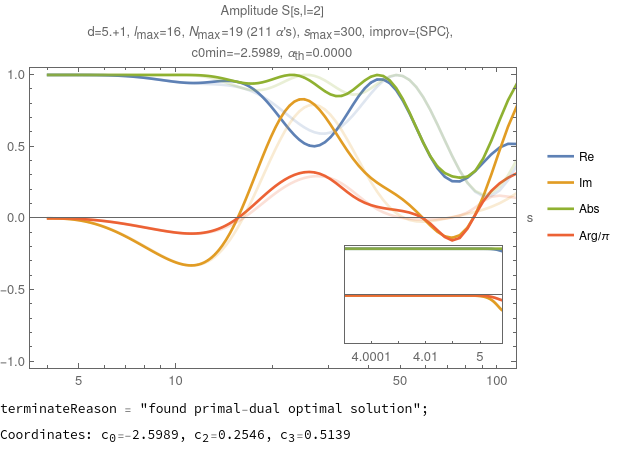 Amplitude S[s,l=2]
d=5.+1, lmax=16, Nmax=19 (211 α's), smax=300, improv={SPC},
c0min=-2.5989, αth=0.0000
1.0
0.5
0.0
-0.5
-1.0
5
10
50
100
s
Re
Im
Abs
Arg/π
4.0001
4.01
5
terminateReason = "found primal-dual optimal solution";
Coordinates: c0=-2.5989, c2=0.2546, c3=0.5139